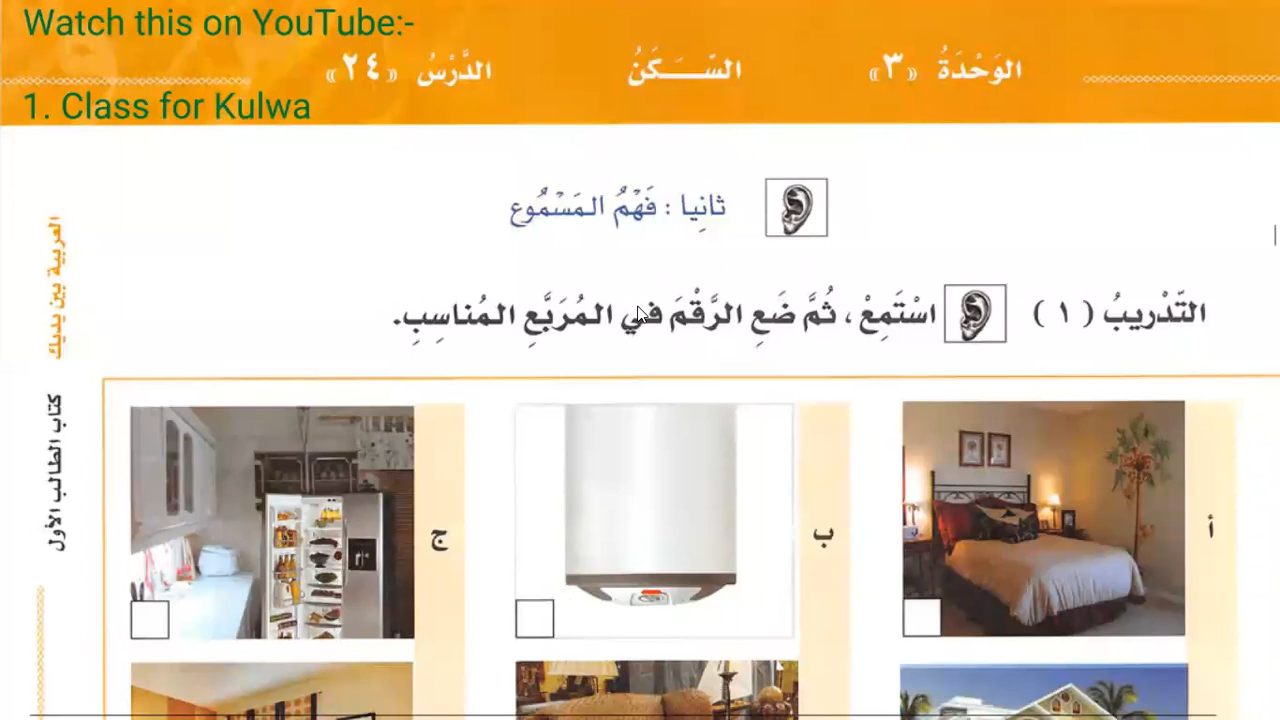 Watch this on YouTube:-
1. Class for Kulwa
الوَحْدَةُ «٣» السَّـــكَنُ الدَّرْسُ «٢٤»
ثانِيا : فَهْمُ المَسْمُوع
التَّدْرِيبُ ( ١ ) اسْتَمِعْ ، ثُمَّ ضَعِ الرَّقْمَ في المُرَبَّعِ المُناسِبِ.
أ
ب
ج
العربية بين يديك
كتاب الطالب الأول